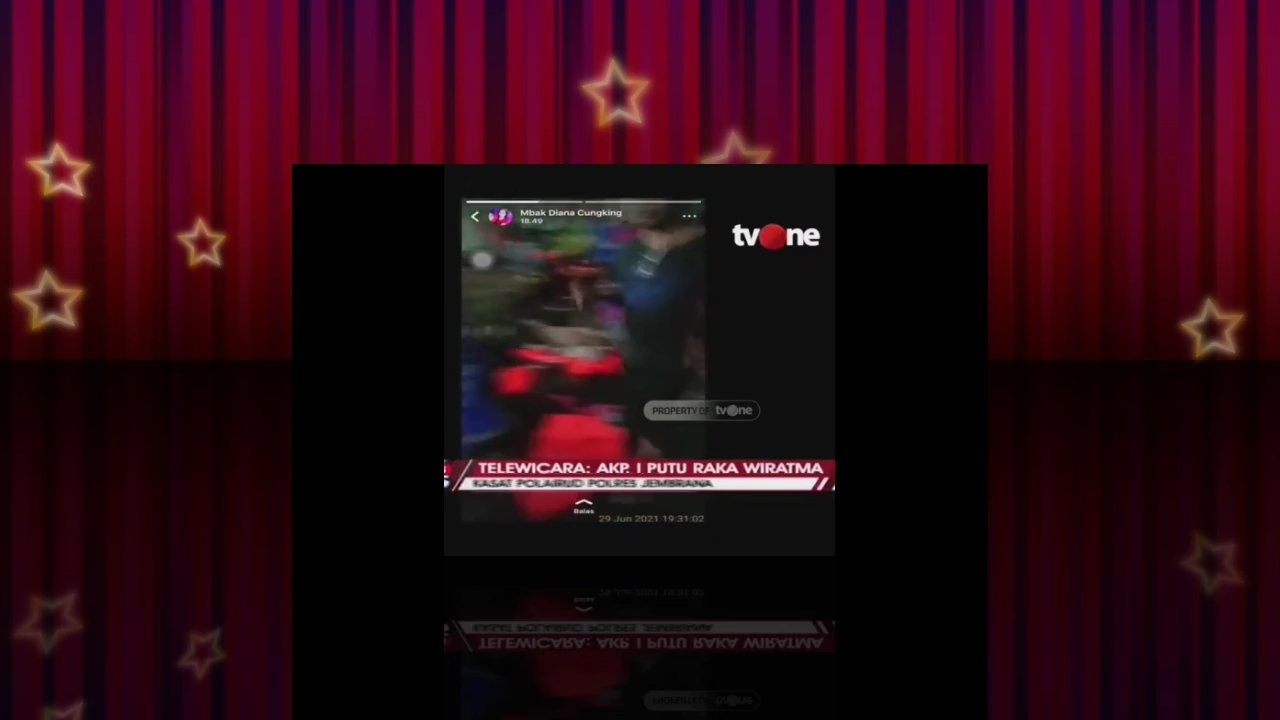 Mbak Diana Cungking
18.49
tvOne
PROPERTY OF tvOne
TELEWICARA: AKP. I PUTU RAKA WIRATMA
KASAT POLAIRUD POLRES JEMBRANA
Balas
29 Jun 2021 19:31:02